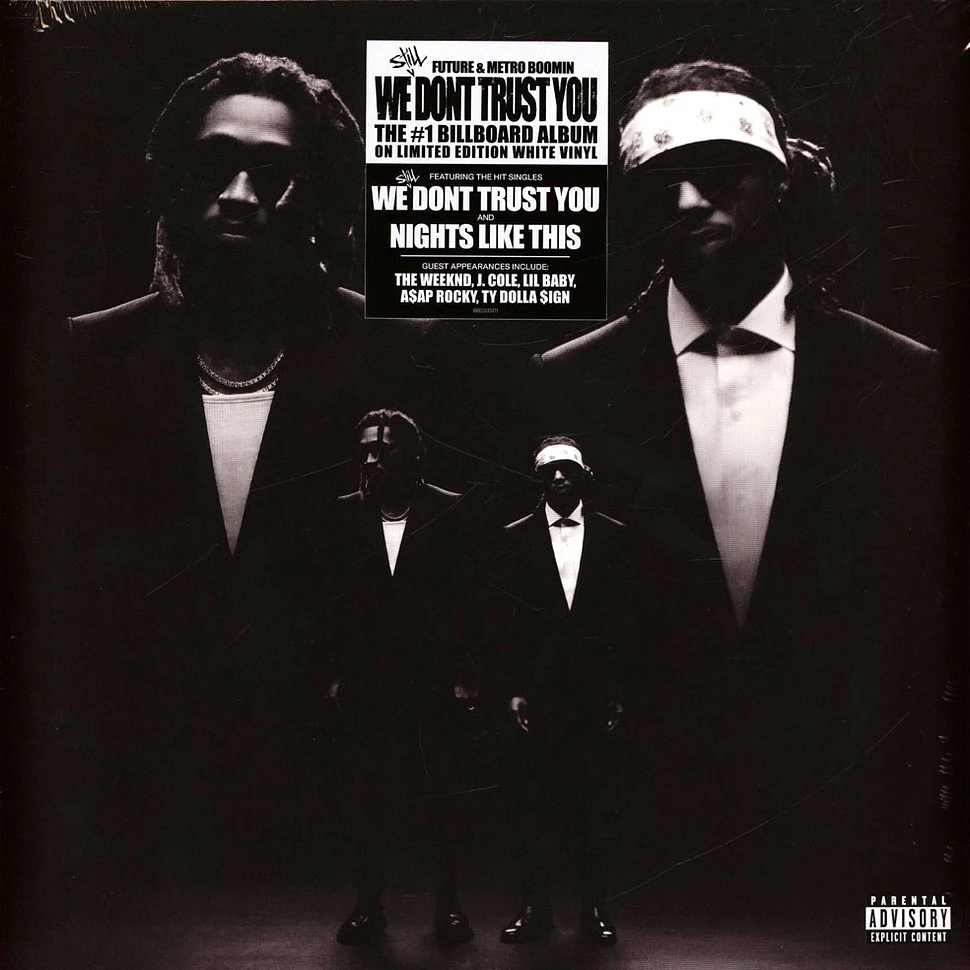 Still
FUTURE & METRO BOOMIN
WE DONT TRUST YOU
THE #1 BILLBOARD ALBUM
ON LIMITED EDITION WHITE VINYL
Still
FEATURING THE HIT SINGLES
WE DONT TRUST YOU
AND
NIGHTS LIKE THIS
GUEST APPEARANCES INCLUDE:
THE WEEKND, J. COLE, LIL BABY,
A$AP ROCKY, TY DOLLA $IGN
PARENTAL
ADVISORY
EXPLICIT CONTENT